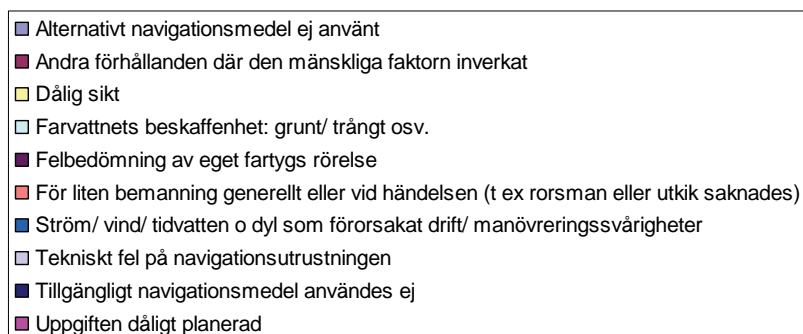 Alternativt navigationsmedel ej använt
Andra förhållanden där den mänskliga faktorn inverkat
Dålig sikt
Farvattnets beskaffenhet: grunt/ trångt osv.
Felbedömning av eget fartygs rörelse
För liten bemanning generellt eller vid händelsen (t ex rorsman eller utkik saknades)
Ström/ vind/ tidvatten o dyl som förorsakat drift/ manövreringssvårigheter
Tekniskt fel på navigationsutrustningen
Tillgängligt navigationsmedel användes ej
Uppgiften dåligt planerad